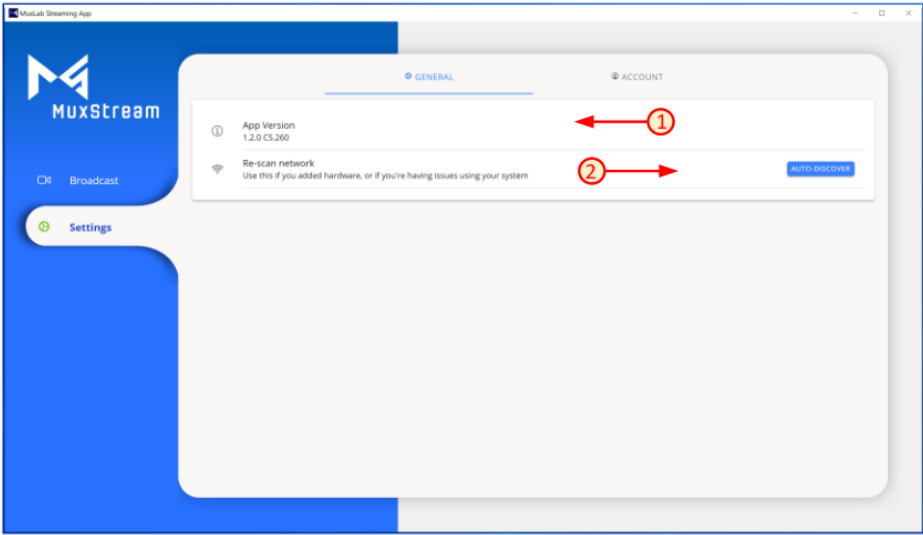 MuxLab Streaming App
MuxStream
GENERAL
ACCOUNT
App Version
1.2.0 C5.260
1
Re-scan network
Use this if you added hardware, or if you're having issues using your system
2
AUTO-DISCOVER
Broadcast
Settings